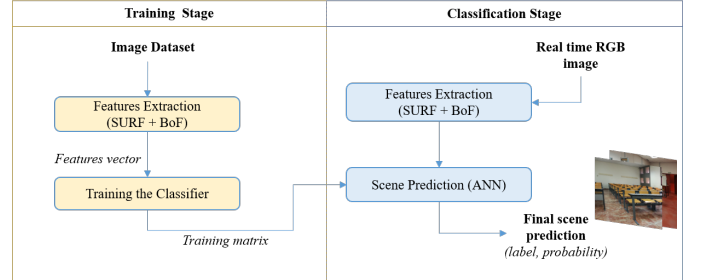 Training Stage
Image Dataset
Features Extraction
(SURF + BoF)
Features vector
Training the Classifier
Training matrix
Classification Stage
Real time RGB
image
Features Extraction
(SURF + BoF)
Scene Prediction (ANN)
Final scene
prediction
(label, probability)